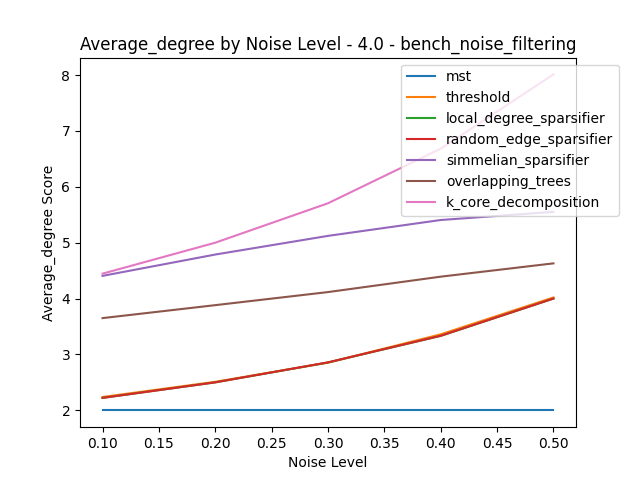 Average_degree by Noise Level - 4.0 - bench_noise_filtering
mst
threshold
local_degree_sparsifier
random_edge_sparsifier
simmelian_sparsifier
overlapping_trees
k_core_decomposition
Average_degree Score
8
7
6
5
4
3
2
0.10 0.15 0.20 0.25 0.30 0.35 0.40 0.45 0.50
Noise Level